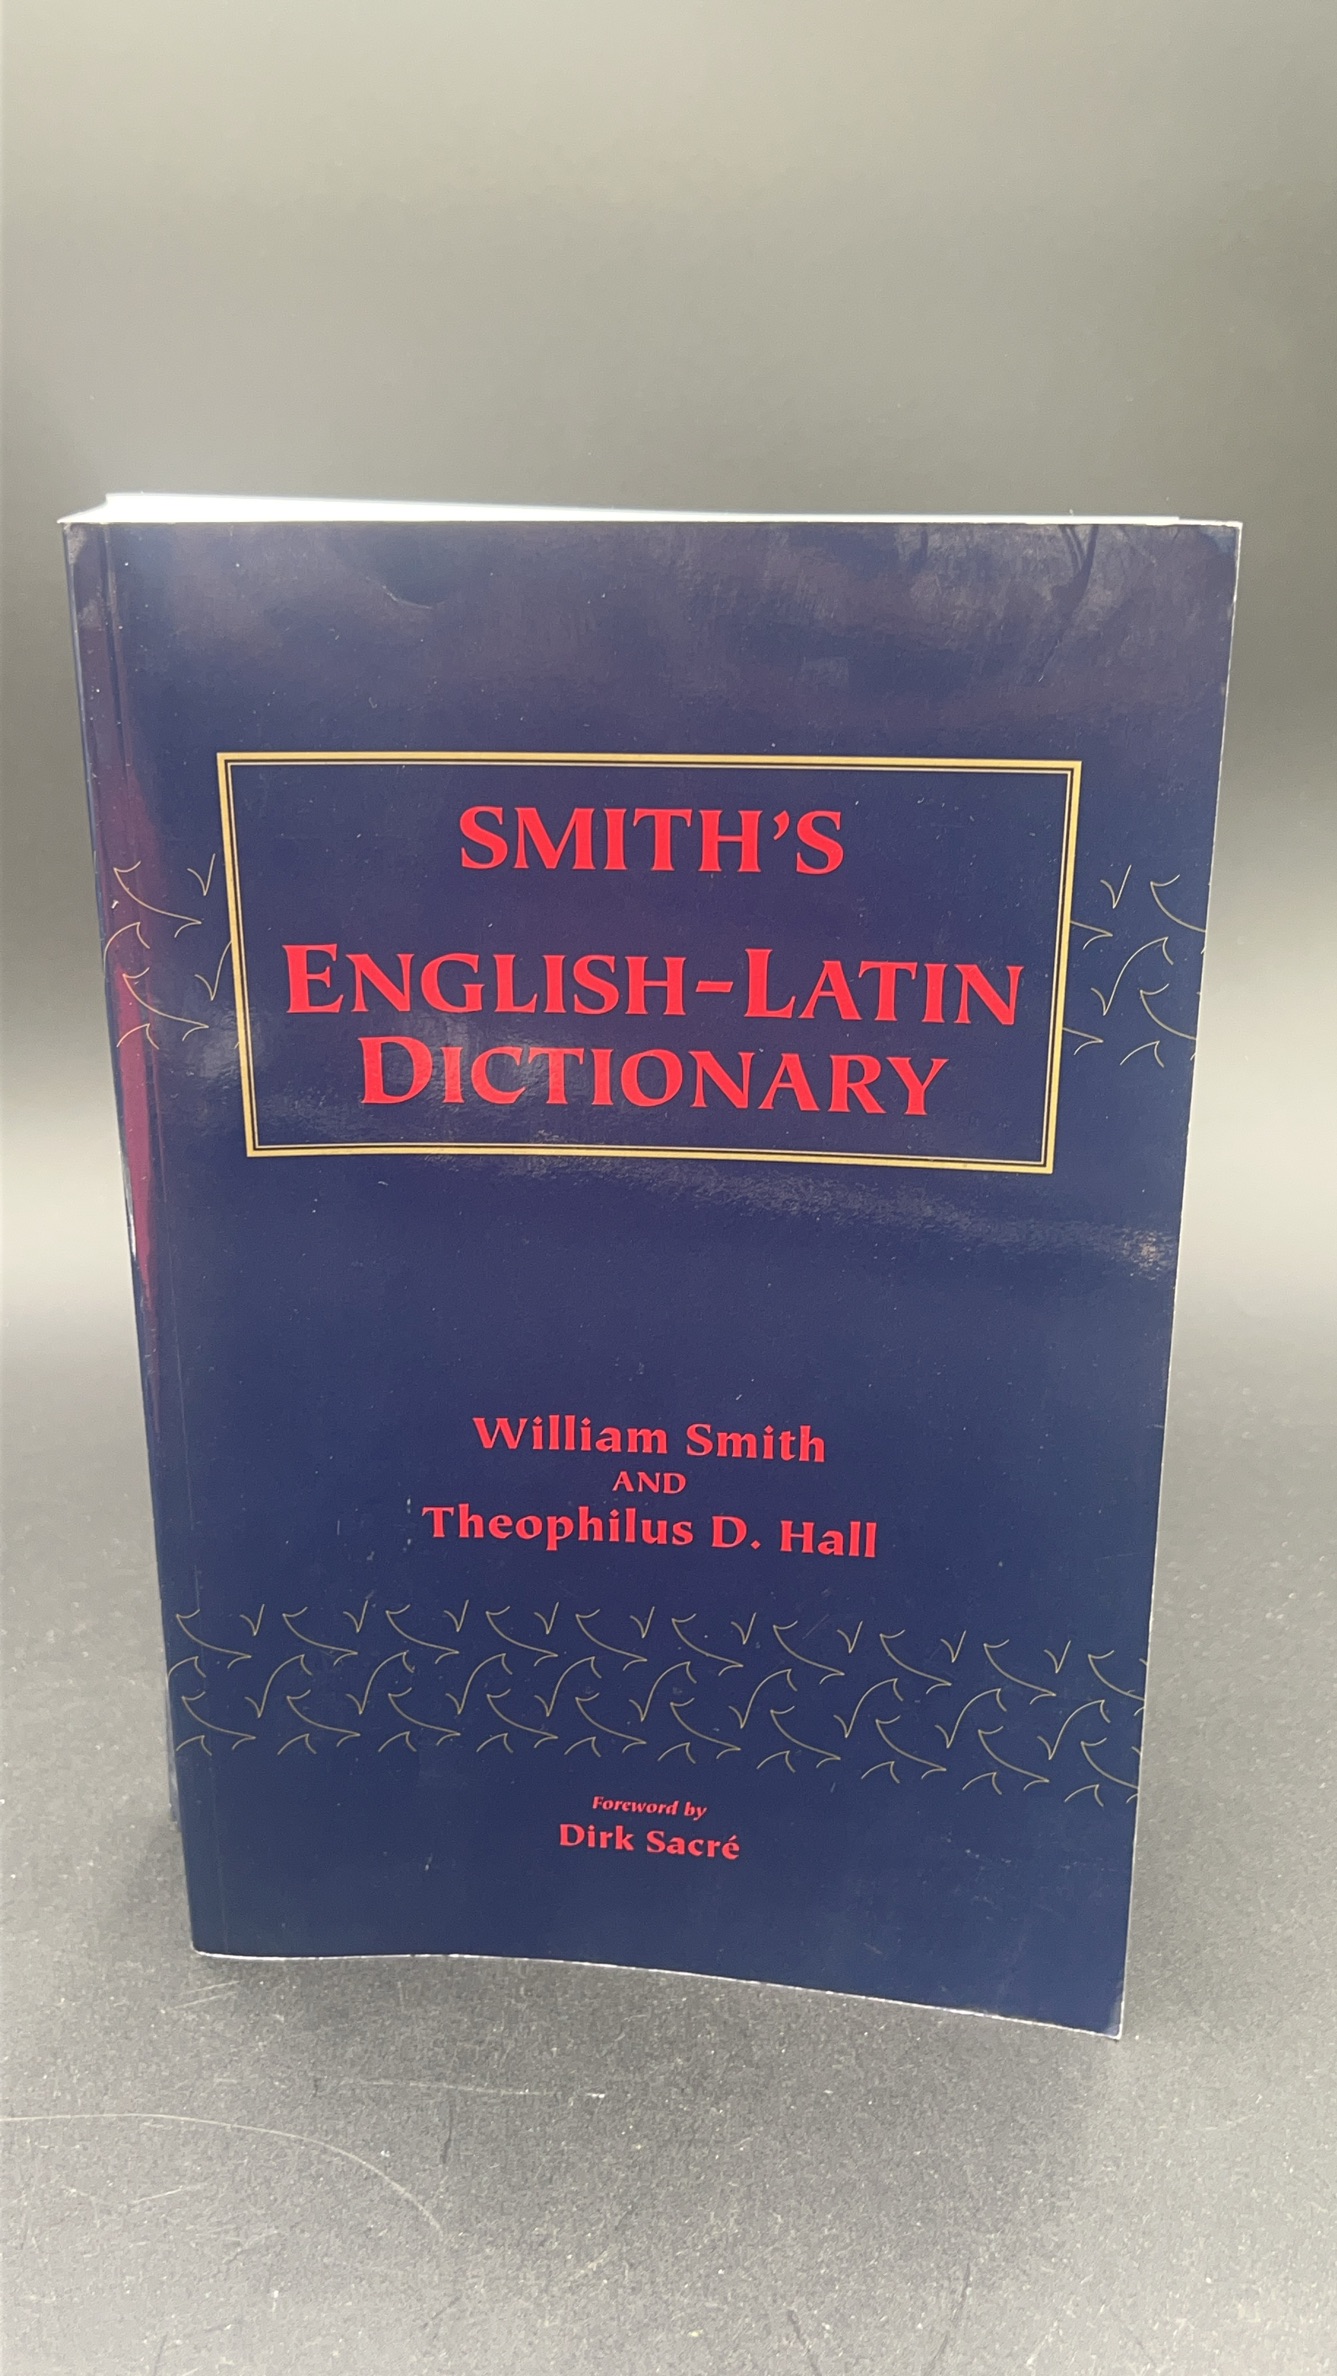 SMITH'S
ENGLISH-LATIN
DICTIONARY
William Smith
AND
Theophilus D. Hall
Foreword by
Dirk Sacré